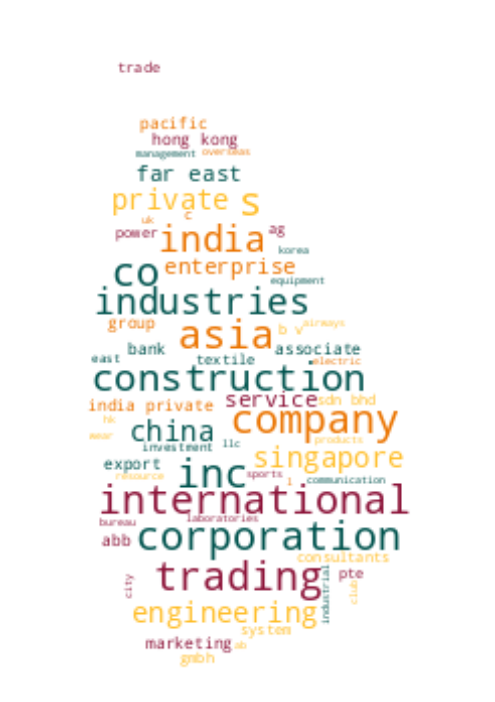 trade
pacific
hong kong
management overseas
far east
private s
uk c
power india ag
korea
co enterprise
equipment
industries
group asia b v airways
bank associate
east textile electric
construction
india private service sdn bhd
hk company
wear china products
investment llc
singapore
export inc sports
resource l communication
international
bureau laboratories
abb corporation
consultants
trading pte
city industrial club
engineering
system
marketing ab
gmbh